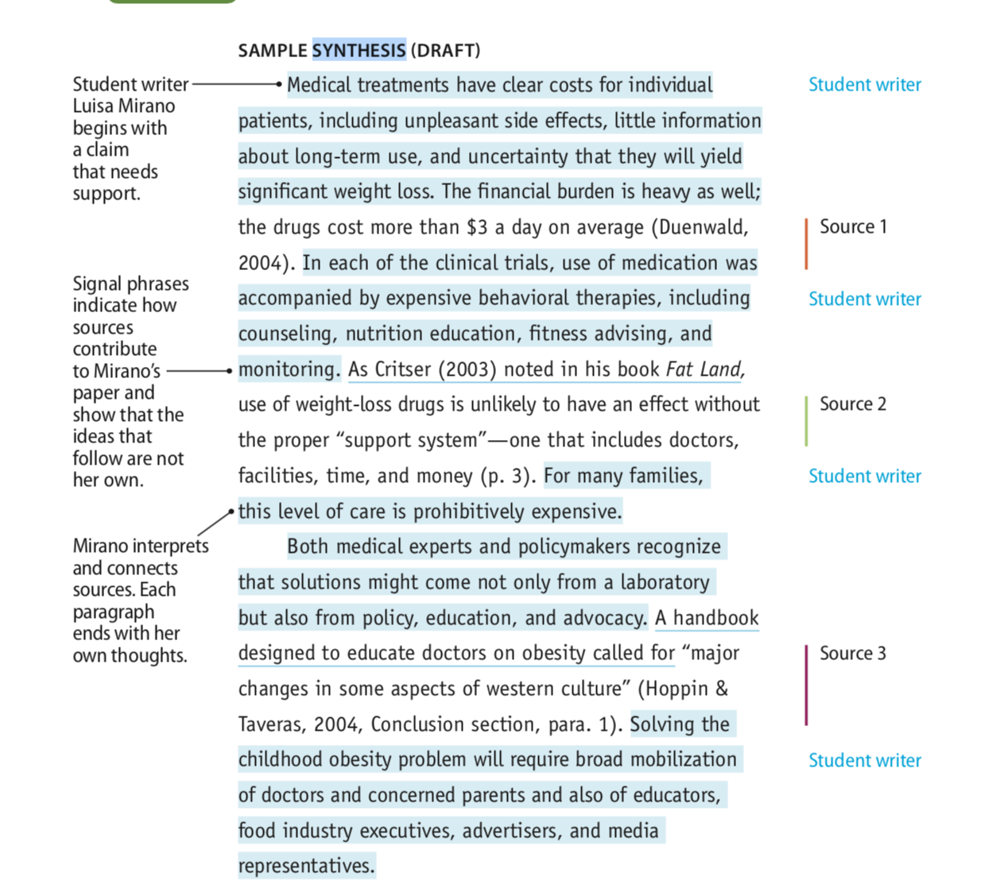 SAMPLE SYNTHESIS (DRAFT)
Student writer
Luisa Mirano
begins with
a claim
that needs
support.
Medical treatments have clear costs for individual
patients, including unpleasant side effects, little information
about long-term use, and uncertainty that they will yield
significant weight loss. The financial burden is heavy as well;
the drugs cost more than $3 a day on average (Duenwald,
2004). In each of the clinical trials, use of medication was
accompanied by expensive behavioral therapies, including
counseling, nutrition education, fitness advising, and
monitoring. As Critser (2003) noted in his book Fat Land,
use of weight-loss drugs is unlikely to have an effect without
the proper “support system”—one that includes doctors,
facilities, time, and money (p. 3). For many families,
this level of care is prohibitively expensive.
Both medical experts and policymakers recognize
that solutions might come not only from a laboratory
but also from policy, education, and advocacy. A handbook
designed to educate doctors on obesity called for “major
changes in some aspects of western culture” (Hoppin &
Taveras, 2004, Conclusion section, para. 1). Solving the
childhood obesity problem will require broad mobilization
of doctors and concerned parents and also of educators,
food industry executives, advertisers, and media
representatives.
Signal phrases
indicate how
sources
contribute
to Mirano’s
paper and
show that the
ideas that
follow are not
her own.
Mirano interprets
and connects
sources. Each
paragraph
ends with her
own thoughts.
Student writer
Source 1
Student writer
Source 2
Student writer
Source 3
Student writer